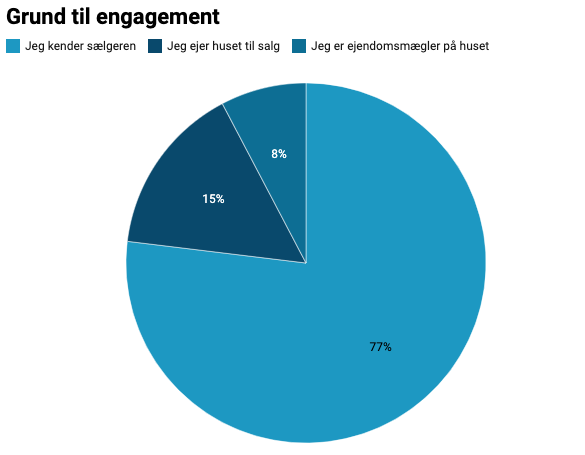 Grund til engagement
Jeg kender sælgeren Jeg ejer huset til salg Jeg er ejendomsmægler på huset
8%
15%
77%